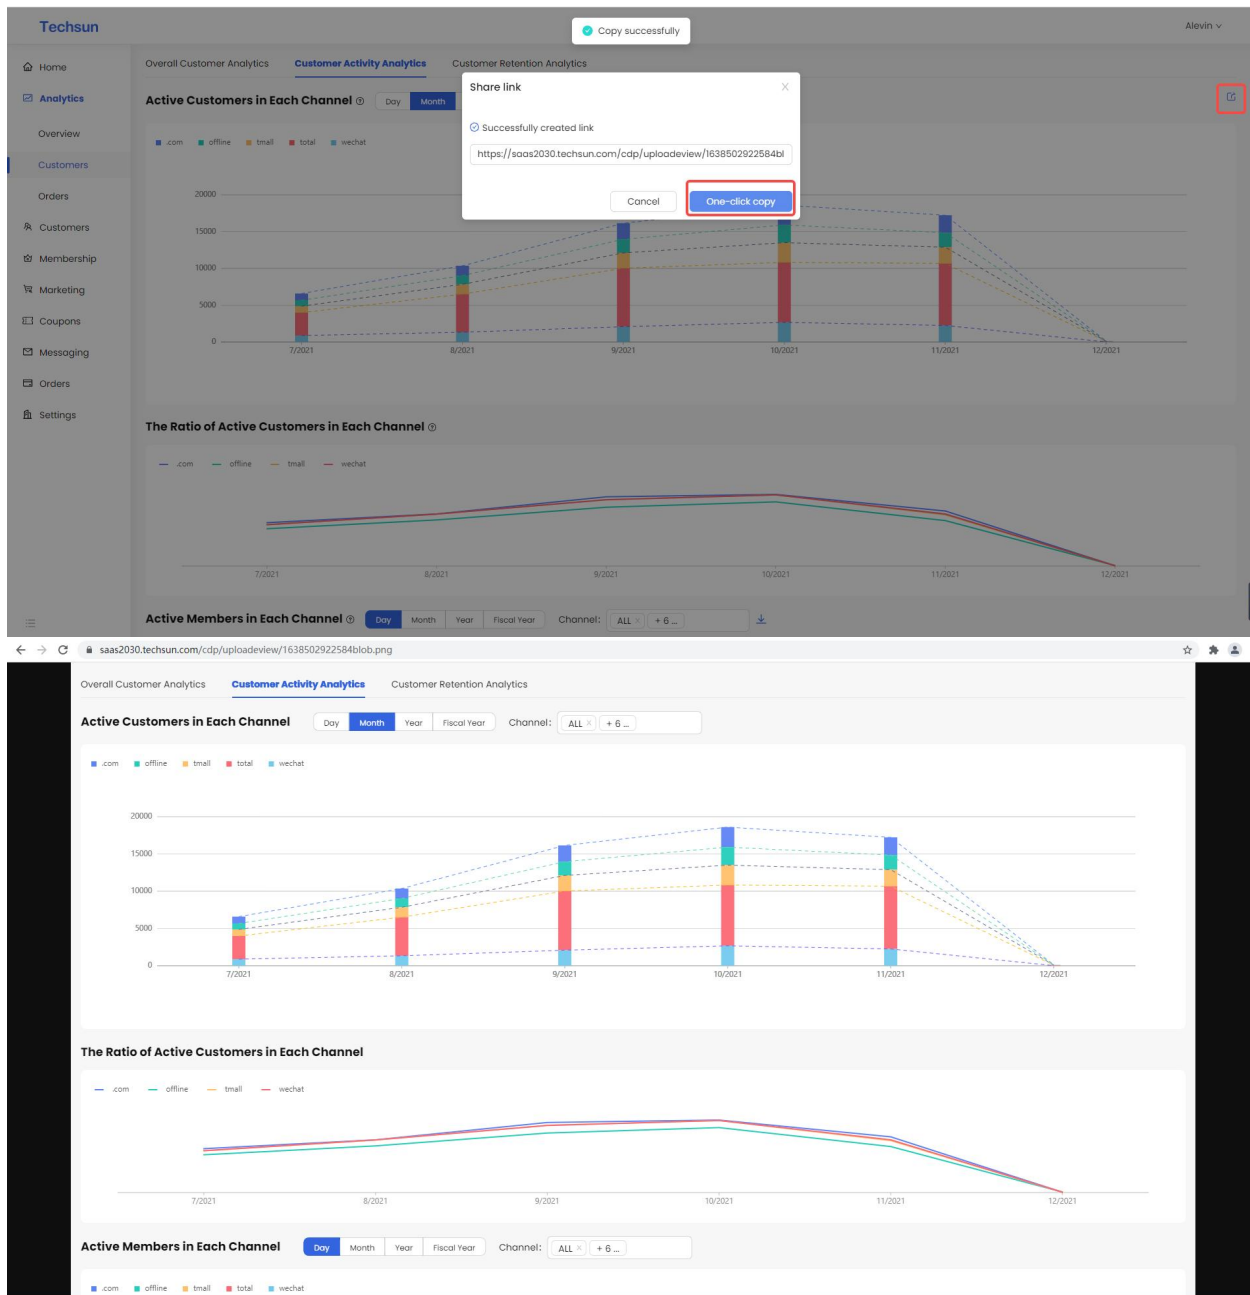 Techsun
Copy successfully
Alevin
Home
Analytics
Overview
Customers
Orders
Customers
Membership
Marketing
Coupons
Messaging
Orders
Settings
Overall Customer Analytics Customer Activity Analytics Customer Retention Analytics
Active Customers in Each Channel Day Month
Share link
Successfully created link
https://saas2030.techsun.com/cdp/uploadeview/1638502922584bl
Cancel One-click copy
.com offline tmall total wechat
20000
15000
10000
5000
0
7/2021 8/2021 9/2021 10/2021 11/2021 12/2021
The Ratio of Active Customers in Each Channel
.com offline tmall wechat
7/2021 8/2021 9/2021 10/2021 11/2021 12/2021
Active Members in Each Channel Day Month Year Fiscal Year Channel: ALL × + 6 ...
saas2030.techsun.com/cdp/uploadeview/1638502922584blob.png
Overall Customer Analytics Customer Activity Analytics Customer Retention Analytics
Active Customers in Each Channel Day Month Year Fiscal Year Channel: ALL × + 6 ...
.com offline tmall total wechat
20000
15000
10000
5000
0
7/2021 8/2021 9/2021 10/2021 11/2021 12/2021
The Ratio of Active Customers in Each Channel
.com offline tmall wechat
7/2021 8/2021 9/2021 10/2021 11/2021 12/2021
Active Members in Each Channel Day Month Year Fiscal Year Channel: ALL × + 6 ...
.com offline tmall total wechat